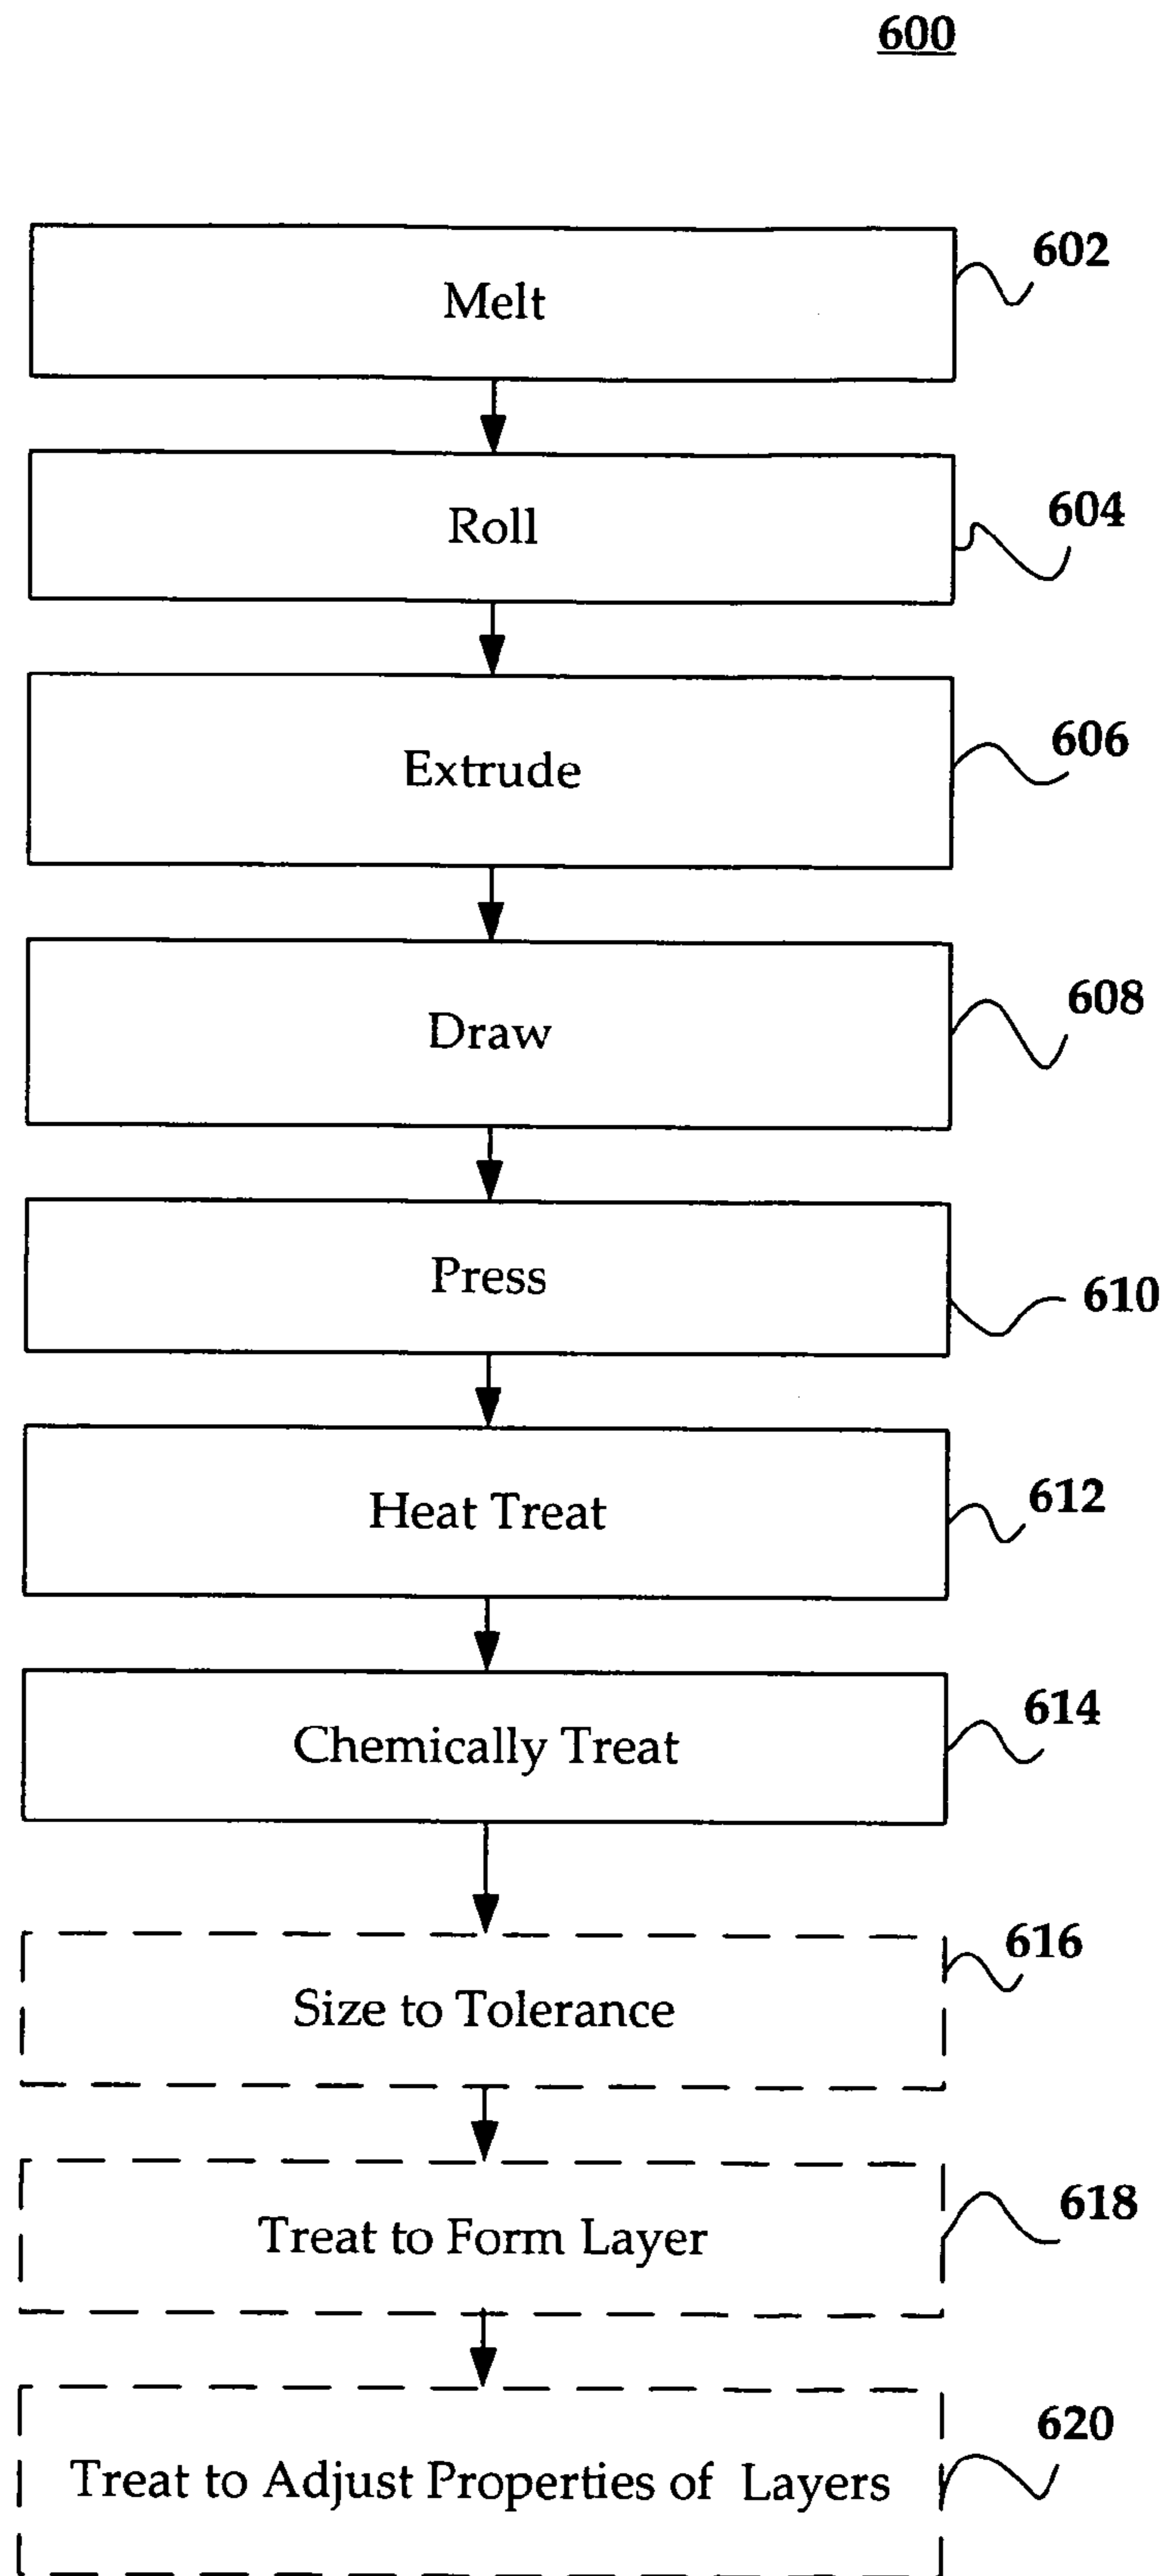 600
Melt
602
Roll
604
Extrude
606
Draw
608
Press
610
Heat Treat
612
Chemically Treat
614
Size to Tolerance
616
Treat to Form Layer
618
Treat to Adjust Properties of Layers
620